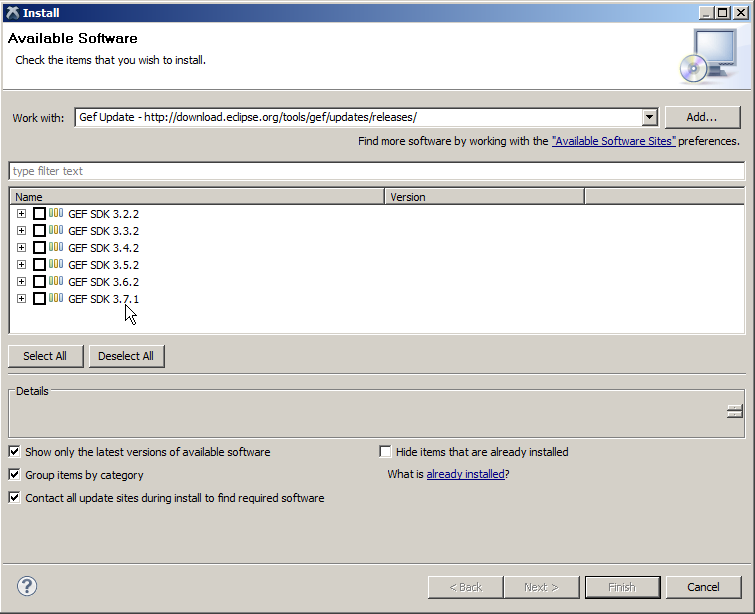 Install
Available Software
Check the items that you wish to install.
Work with: Gef Update - http://download.eclipse.org/tools/gef/updates/releases/ Add...
Find more software by working with the "Available Software Sites" preferences.
type filter text
Name Version
GEF SDK 3.2.2
GEF SDK 3.3.2
GEF SDK 3.4.2
GEF SDK 3.5.2
GEF SDK 3.6.2
GEF SDK 3.7.1
Select All Deselect All
Details
Show only the latest versions of available software Hide items that are already installed
Group items by category What is already installed?
Contact all update sites during install to find required software
? < Back Next > Finish Cancel